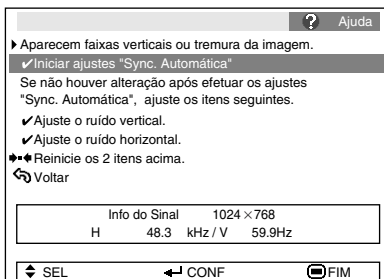 ? Ajuda
Aparecem faixas verticais ou tremura da imagem.
✔Iniciar ajustes "Sync. Automática"
Se não houver alteração após efetuar os ajustes
"Sync. Automática", ajuste os itens seguintes.
✔Ajuste o ruído vertical.
✔Ajuste o ruído horizontal.
Reinicie os 2 itens acima.
Voltar
Info do Sinal 1024×768
H 48.3 kHz / V 59.9Hz
SEL CONF FIM